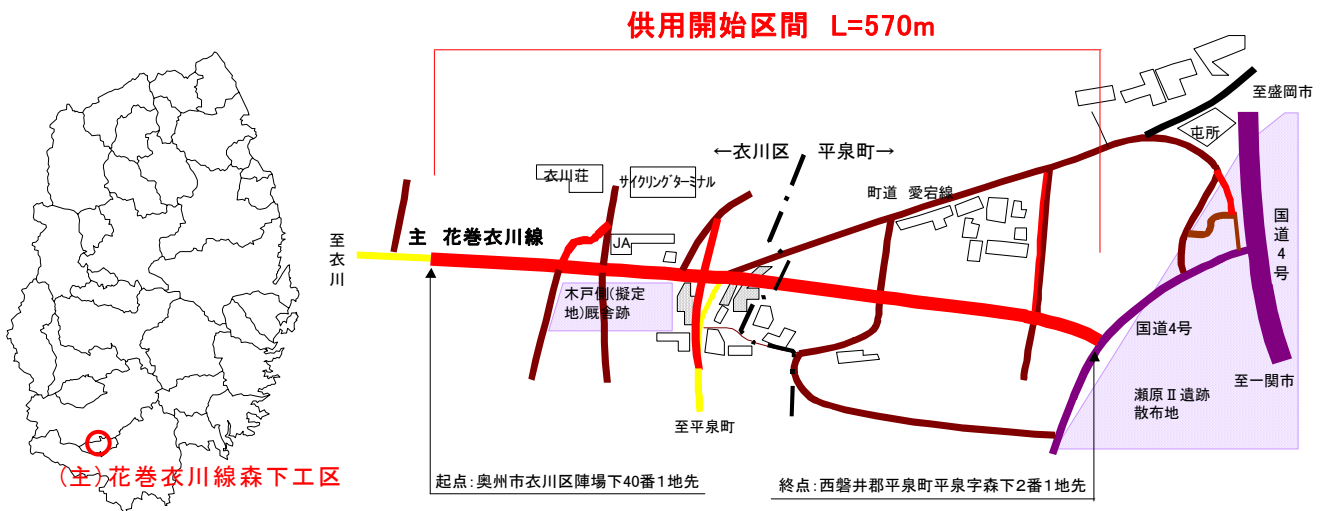 供用開始区間 L=570m
至盛岡市
屯所
←衣川区 平泉町→
衣川荘
ｻｲｸﾘﾝｸﾞﾀｰﾐﾅﾙ
町道 愛宕線
国道4号
至衣川
主 花巻衣川線
JA
木戸側(擬定
地)厩舎跡
国道4号
至一関市
瀬原Ⅱ遺跡
散布地
至平泉町
(主)花巻衣川線森下工区
起点:奥州市衣川区陣場下40番1地先
終点:西磐井郡平泉町平泉字森下2番1地先